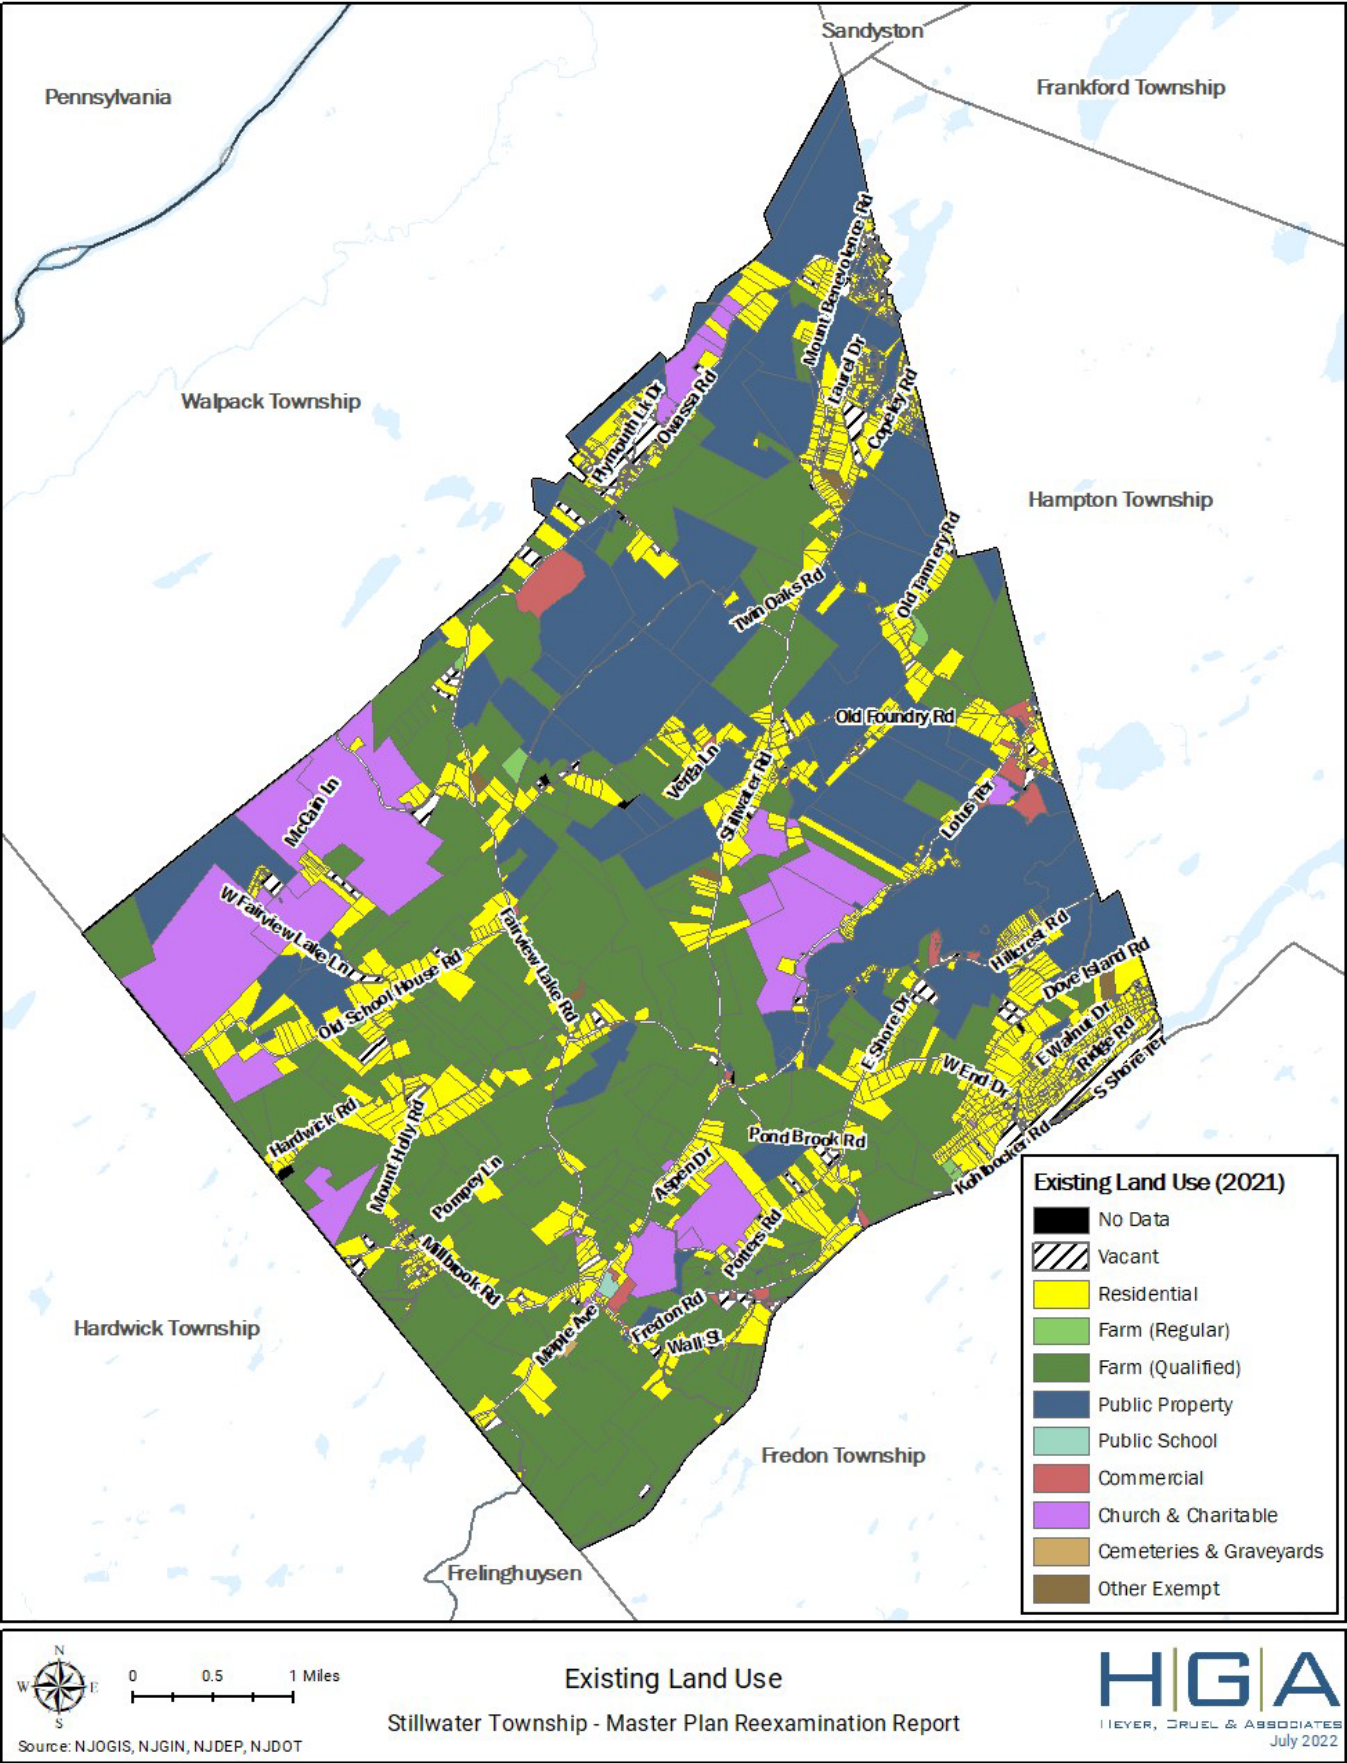 Sandyston
Pennsylvania
Frankford Township
Mount Benevolence Rd
Walpack Township
Laurel Dr
Copeley Rd
Hymouth Lk Dr
Owassa Rd
Hampton Township
Old Tannery Rd
Twin Oaks Rd
Old Foundry Rd
Verga Ln
Stillwater Rd
Lotus Ter
McCain Ln
W Fairview Lake Ln
Fairview Lake Rd
Old School House Rd
Hillcrest Rd
Dove Island Rd
E Shore Dr
E Walnut Dr
Ridge Rd
S Shore Ter
W End Dr
Hardwick Rd
Mount Holly Rd
Pompey Ln
Aspen Dr
Pond Brook Rd
Kohlbocker Rd
Potters Rd
Millbrook Rd
Fredon Rd
Maple Ave
Wall St
Hardwick Township
Fredon Township
Frelinghuysen
Existing Land Use (2021)
No Data
Vacant
Residential
Farm (Regular)
Farm (Qualified)
Public Property
Public School
Commercial
Church & Charitable
Cemeteries & Graveyards
Other Exempt
N
W E
S
0 0.5 1 Miles
Source: NJOGIS, NJGIN, NJDEP, NJDOT
Existing Land Use
Stillwater Township - Master Plan Reexamination Report
H|G|A
HEYER, GRUEL & ASSOCIATES
July 2022